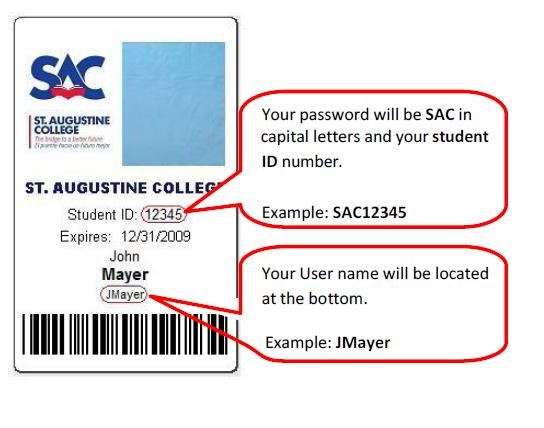 SAC
ST. AUGUSTINE
COLLEGE
The bridge to a better future
El puente hacia un futuro mejor
ST. AUGUSTINE COLLEGE
Student ID: 12345
Expires: 12/31/2009
John
Mayer
JMayer
Your password will be SAC in
capital letters and your student
ID number.
Example: SAC12345
Your User name will be located
at the bottom.
Example: JMayer